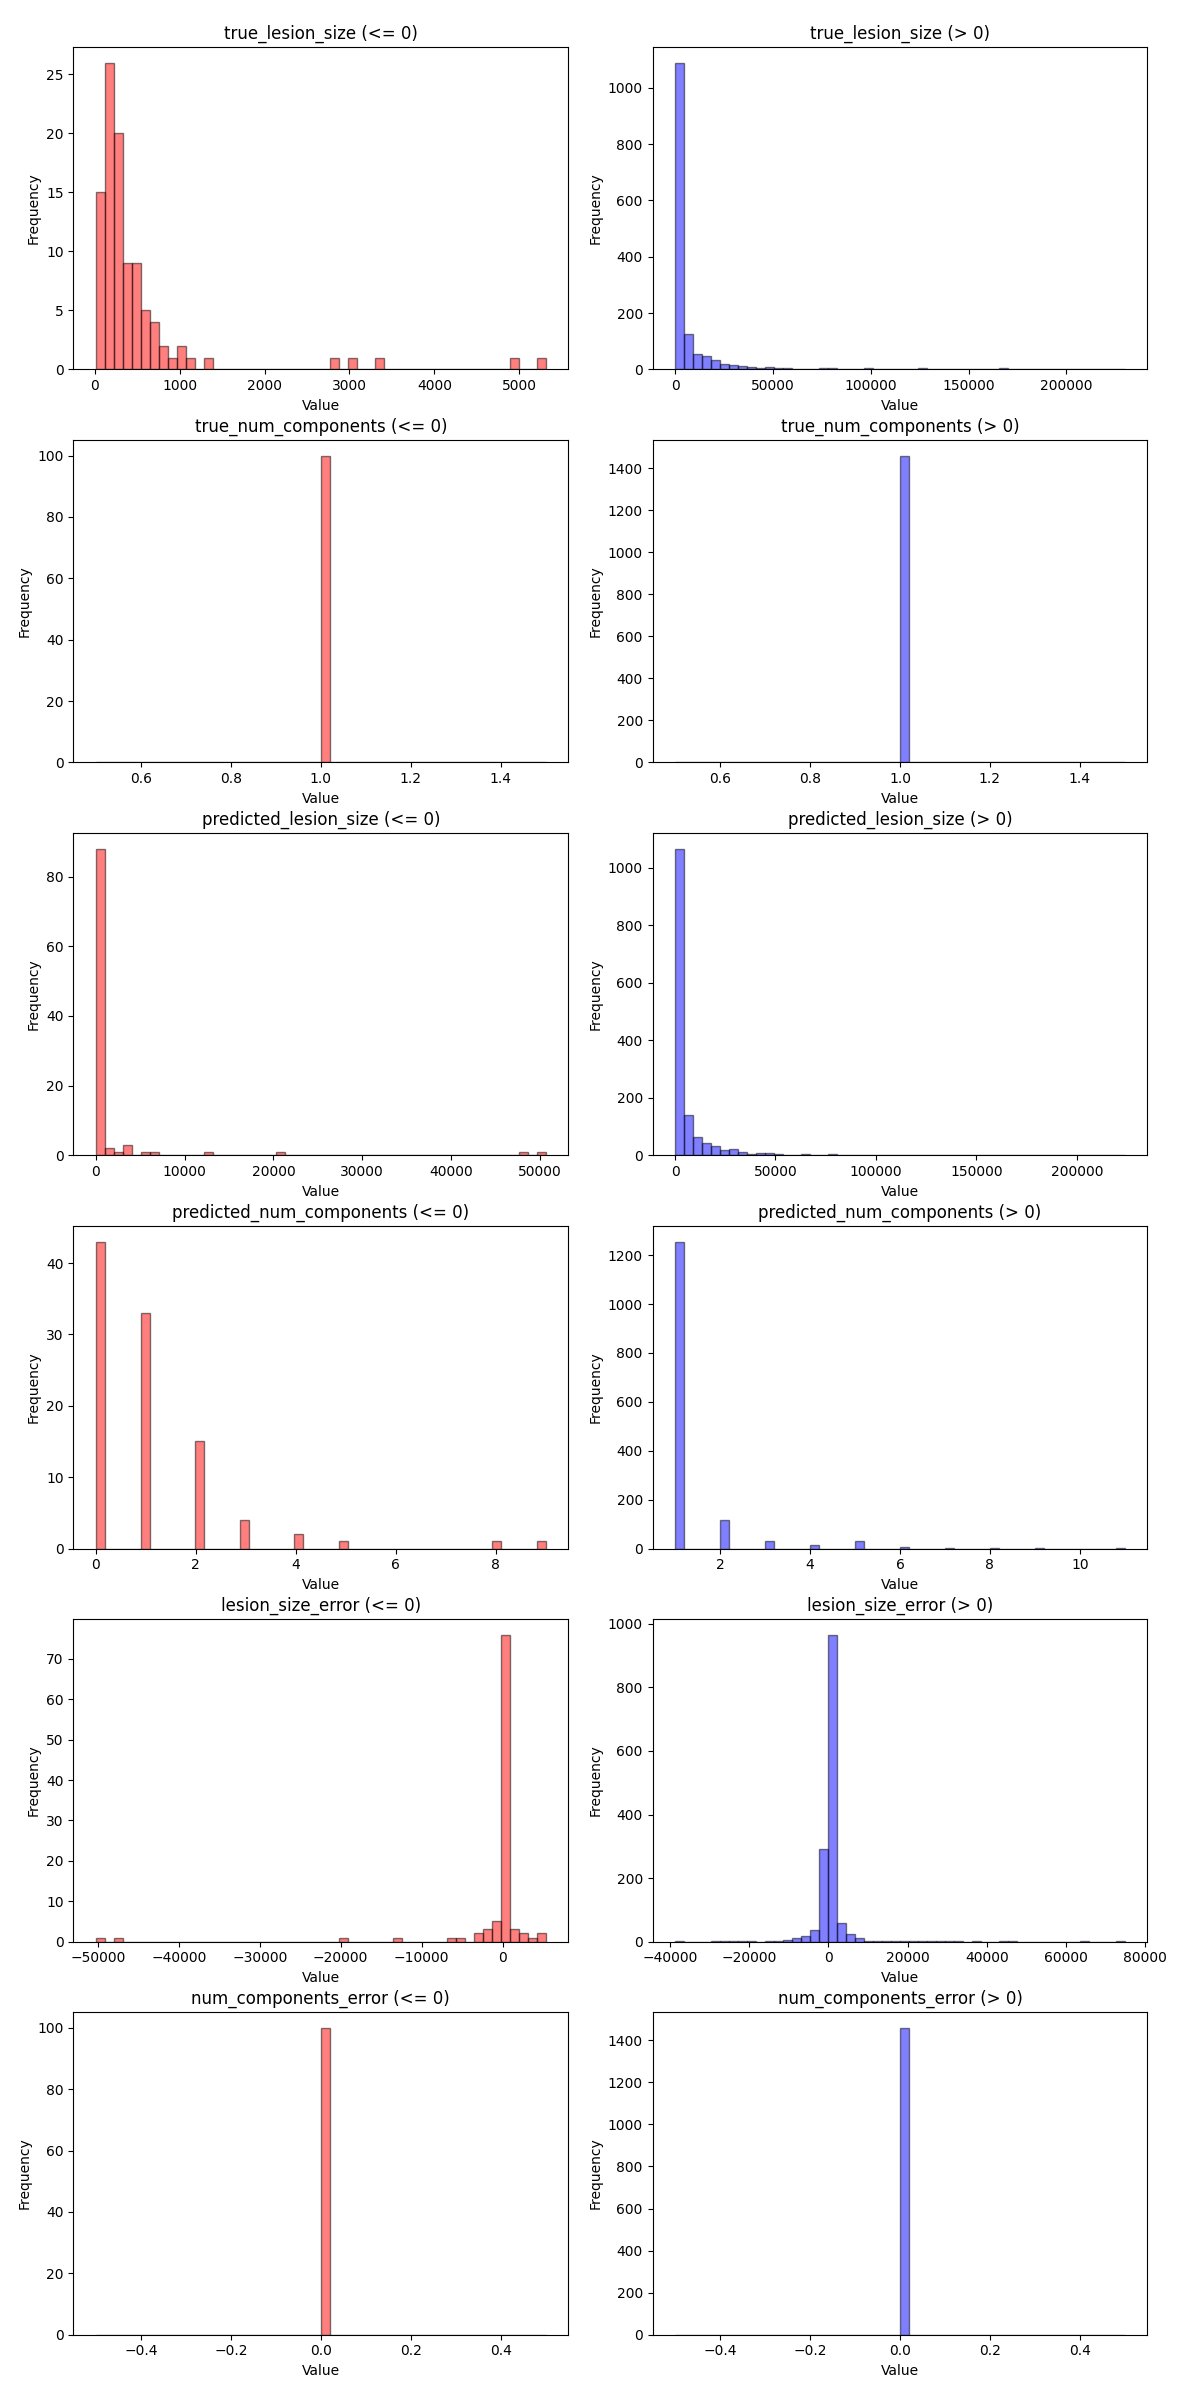 true_lesion_size (<= 0)
Frequency
25
20
15
10
5
0
0 1000 2000 3000 4000 5000
Value
true_lesion_size (> 0)
Frequency
1000
800
600
400
200
0
0 50000 100000 150000 200000
Value
true_num_components (<= 0)
Frequency
100
80
60
40
20
0
0.6 0.8 1.0 1.2 1.4
Value
true_num_components (> 0)
Frequency
1400
1200
1000
800
600
400
200
0
0.6 0.8 1.0 1.2 1.4
Value
predicted_lesion_size (<= 0)
Frequency
80
60
40
20
0
0 10000 20000 30000 40000 50000
Value
predicted_lesion_size (> 0)
Frequency
1000
800
600
400
200
0
0 50000 100000 150000 200000
Value
predicted_num_components (<= 0)
Frequency
40
30
20
10
0
0 2 4 6 8
Value
predicted_num_components (> 0)
Frequency
1200
1000
800
600
400
200
0
2 4 6 8 10
Value
lesion_size_error (<= 0)
Frequency
70
60
50
40
30
20
10
0
−50000 −40000 −30000 −20000 −10000 0
Value
lesion_size_error (> 0)
Frequency
1000
800
600
400
200
0
−40000 −20000 0 20000 40000 60000 80000
Value
num_components_error (<= 0)
Frequency
100
80
60
40
20
0
−0.4 −0.2 0.0 0.2 0.4
Value
num_components_error (> 0)
Frequency
1400
1200
1000
800
600
400
200
0
−0.4 −0.2 0.0 0.2 0.4
Value